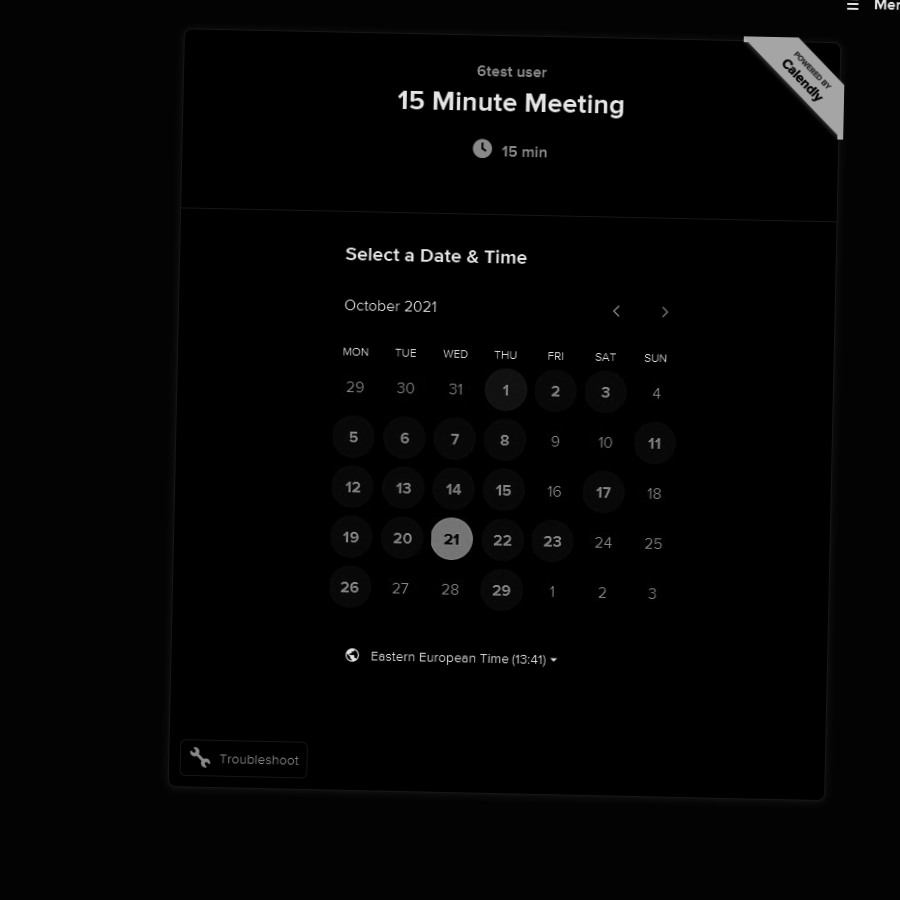 Men
6test user
15 Minute Meeting
15 min
POWERED BY
Calendly
Select a Date & Time
October 2021
MON TUE WED THU FRI SAT SUN
29 30 31 1 2 3 4
5 6 7 8 9 10 11
12 13 14 15 16 17 18
19 20 21 22 23 24 25
26 27 28 29 1 2 3
Eastern European Time (13:41)
Troubleshoot